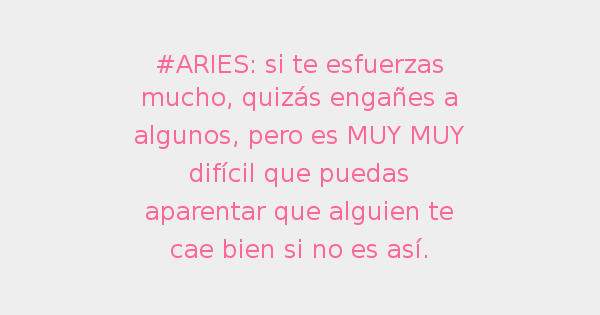 #ARIES: si te esfuerzas
mucho, quizás engañes a
algunos, pero es MUY MUY
difícil que puedas
aparentar que alguien te
cae bien si no es así.